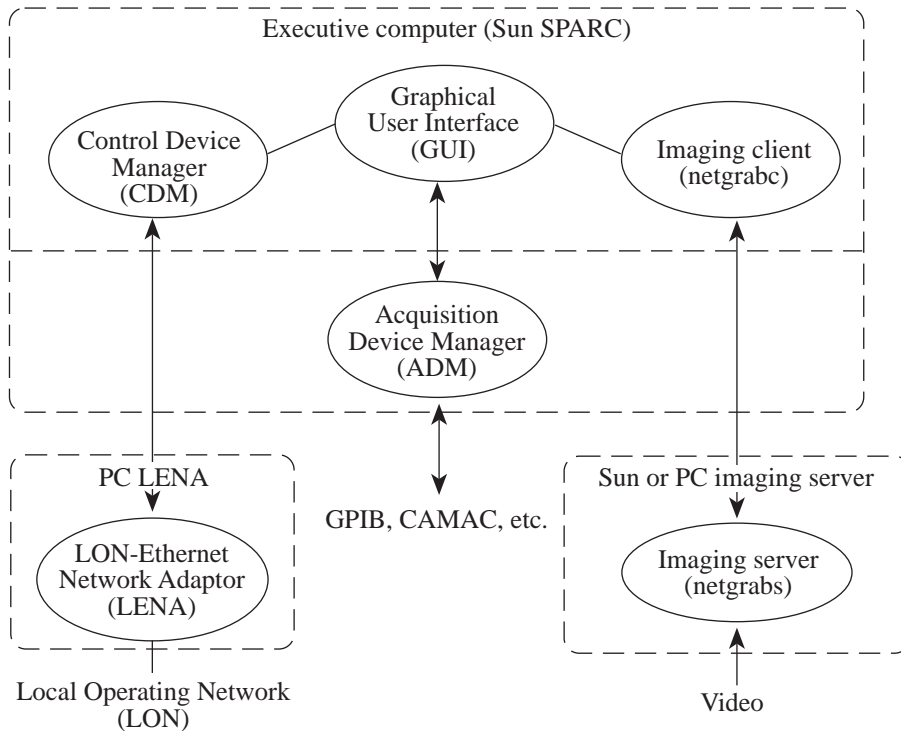 Executive computer (Sun SPARC)
Graphical
User Interface
(GUI)
Control Device
Manager
(CDM)
Imaging client
(netgrabc)
Acquisition
Device Manager
(ADM)
PC LENA
Sun or PC imaging server
GPIB, CAMAC, etc.
LON-Ethernet
Network Adaptor
(LENA)
Imaging server
(netgrabs)
Local Operating Network
(LON)
Video